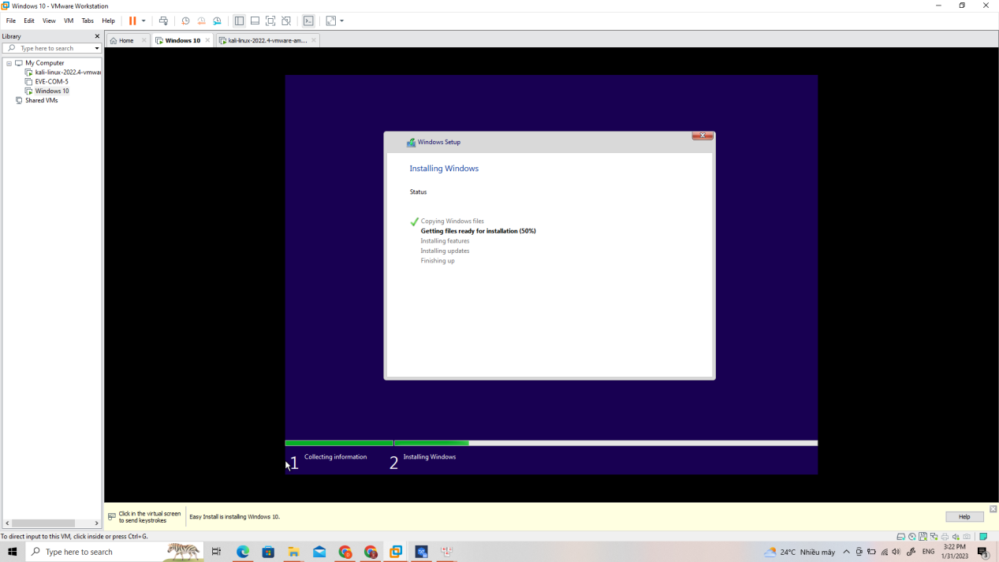 Windows 10 - VMware Workstation
File Edit View VM Tabs Help
Library
Type here to search
My Computer
kali-linux-2022.4-vmwar
EVE-COM-5
Windows 10
Shared VMs
Home
Windows 10
kali-linux-2022.4-vmware-am...
Windows Setup
Installing Windows
Status
Copying Windows files
Getting files ready for installation (50%)
Installing features
Installing updates
Finishing up
1 Collecting information
2 Installing Windows
Click in the virtual screen
to send keystrokes
Easy Install is installing Windows 10.
Help
To direct input to this VM, click inside or press Ctrl+G.
Type here to search
24°C Nhiều mây
ENG
3:22 PM
1/31/2023
3